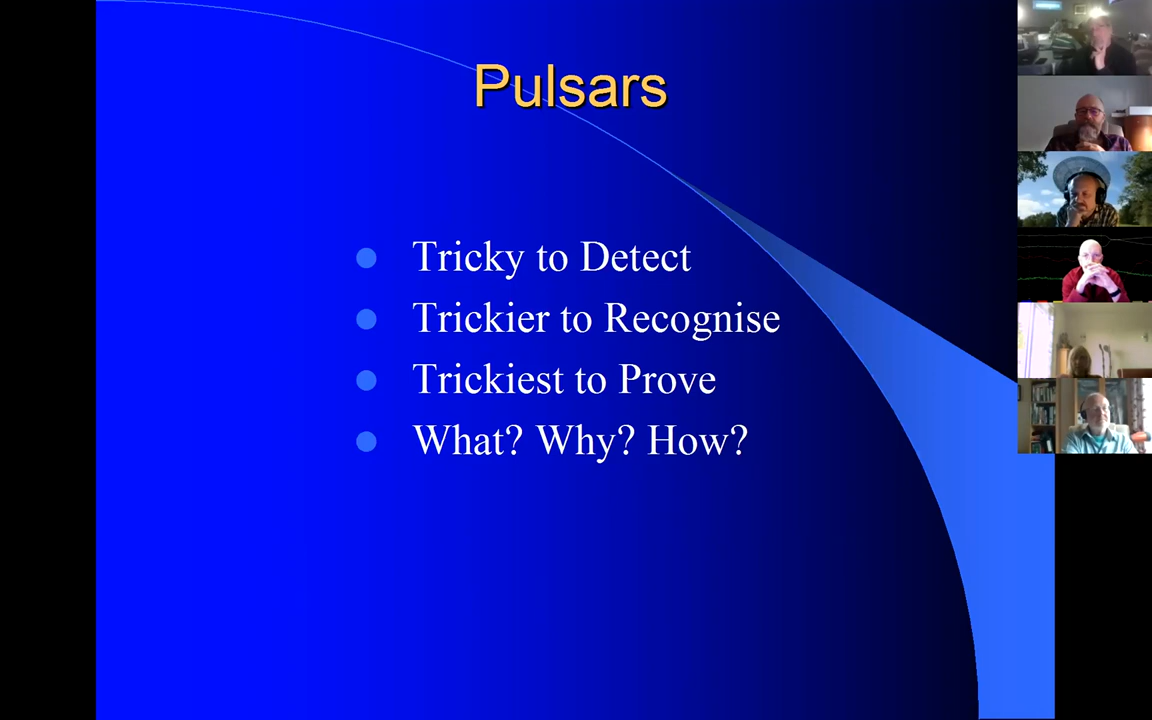 Pulsars
Tricky to Detect
Trickier to Recognise
Trickiest to Prove
What? Why? How?